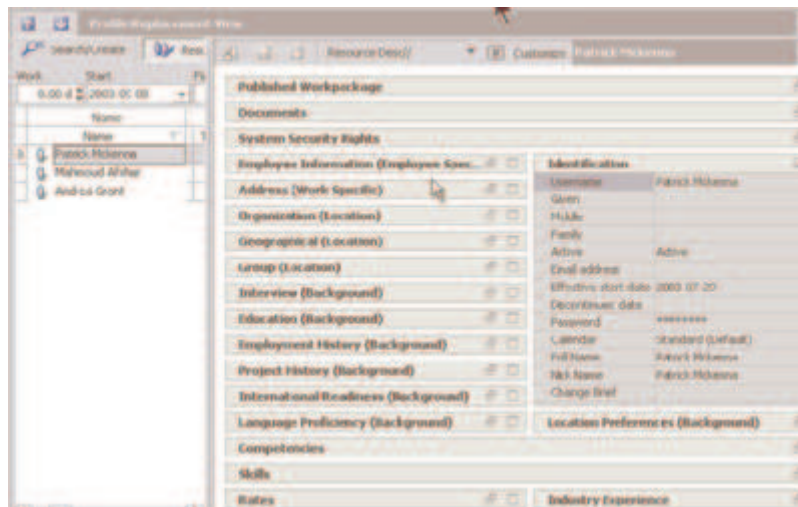 Profile Replacement View
Search/Create
Res
Resource Desc//
Customize
Patrick Mckenna
Work
Start
0.00 d
2003 05 08
Name
Name
Patrick Mckenna
Mahmoud Afshar
Andrea Grant
Published Workpackage
Documents
System Security Rights
Employee Information (Employee Spec...
Address (Work Specific)
Organization (Location)
Geographical (Location)
Group (Location)
Interview (Background)
Education (Background)
Employment History (Background)
Project History (Background)
International Readiness (Background)
Language Proficiency (Background)
Competencies
Skills
Rates
Identification
Username Patrick Mckenna
Given
Middle
Family
Active Active
Email address
Effective start date 2003 07 20
Discontinued date
Password ********
Calendar Standard (Default)
Full Name Patrick Mckenna
Nick Name Patrick Mckenna
Change Brief
Location Preferences (Background)
Industry Experience